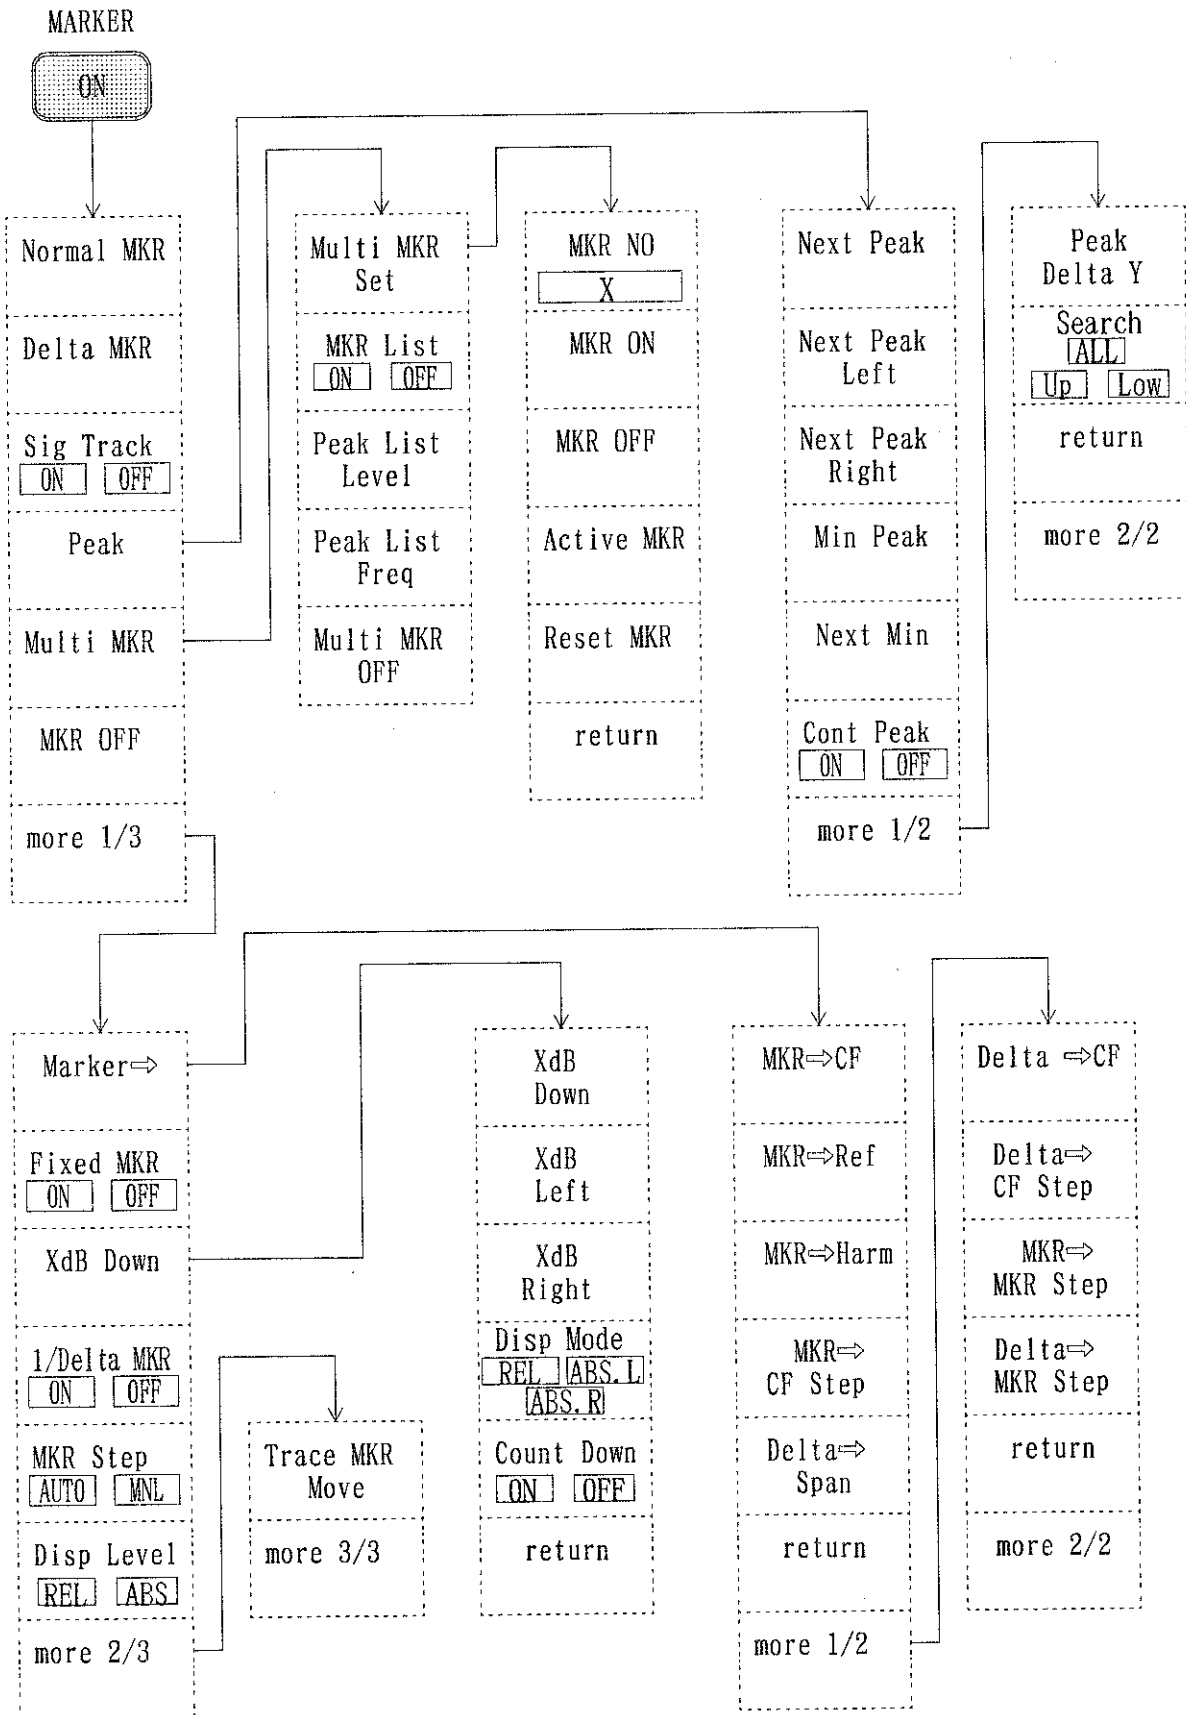 MARKER
ON
Normal MKR
Delta MKR
Sig Track
ON OFF
Peak
Multi MKR
MKR OFF
more 1/3
Multi MKR
Set
MKR List
ON OFF
Peak List
Level
Peak List
Freq
Multi MKR
OFF
MKR NO
X
MKR ON
MKR OFF
Active MKR
Reset MKR
return
Next Peak
Next Peak
Left
Next Peak
Right
Min Peak
Next Min
Cont Peak
ON OFF
more 1/2
Peak
Delta Y
Search
ALL
Up Low
return
more 2/2
Marker⇨
Fixed MKR
ON OFF
XdB Down
1/Delta MKR
ON OFF
MKR Step
AUTO MNL
Disp Level
REL ABS
more 2/3
Trace MKR
Move
more 3/3
XdB
Down
XdB
Left
XdB
Right
Disp Mode
REL ABS.L
ABS.R
Count Down
ON OFF
return
MKR⇨CF
MKR⇨Ref
MKR⇨Harm
MKR⇨
CF Step
Delta⇨
Span
return
more 1/2
Delta ⇨CF
Delta⇨
CF Step
MKR⇨
MKR Step
Delta⇨
MKR Step
return
more 2/2